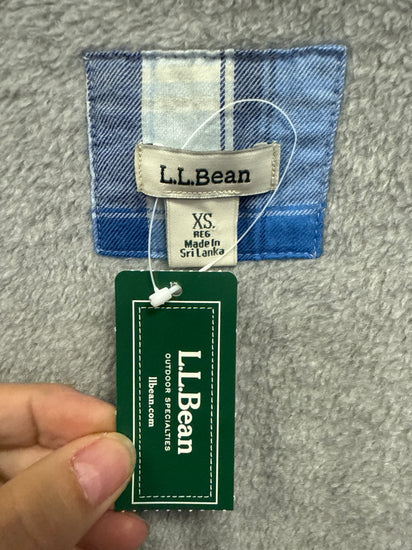 L.L.Bean
XS.
REG
Made in
Sri Lanka
L.L.Bean
OUTDOOR SPECIALTIES
llbean.com